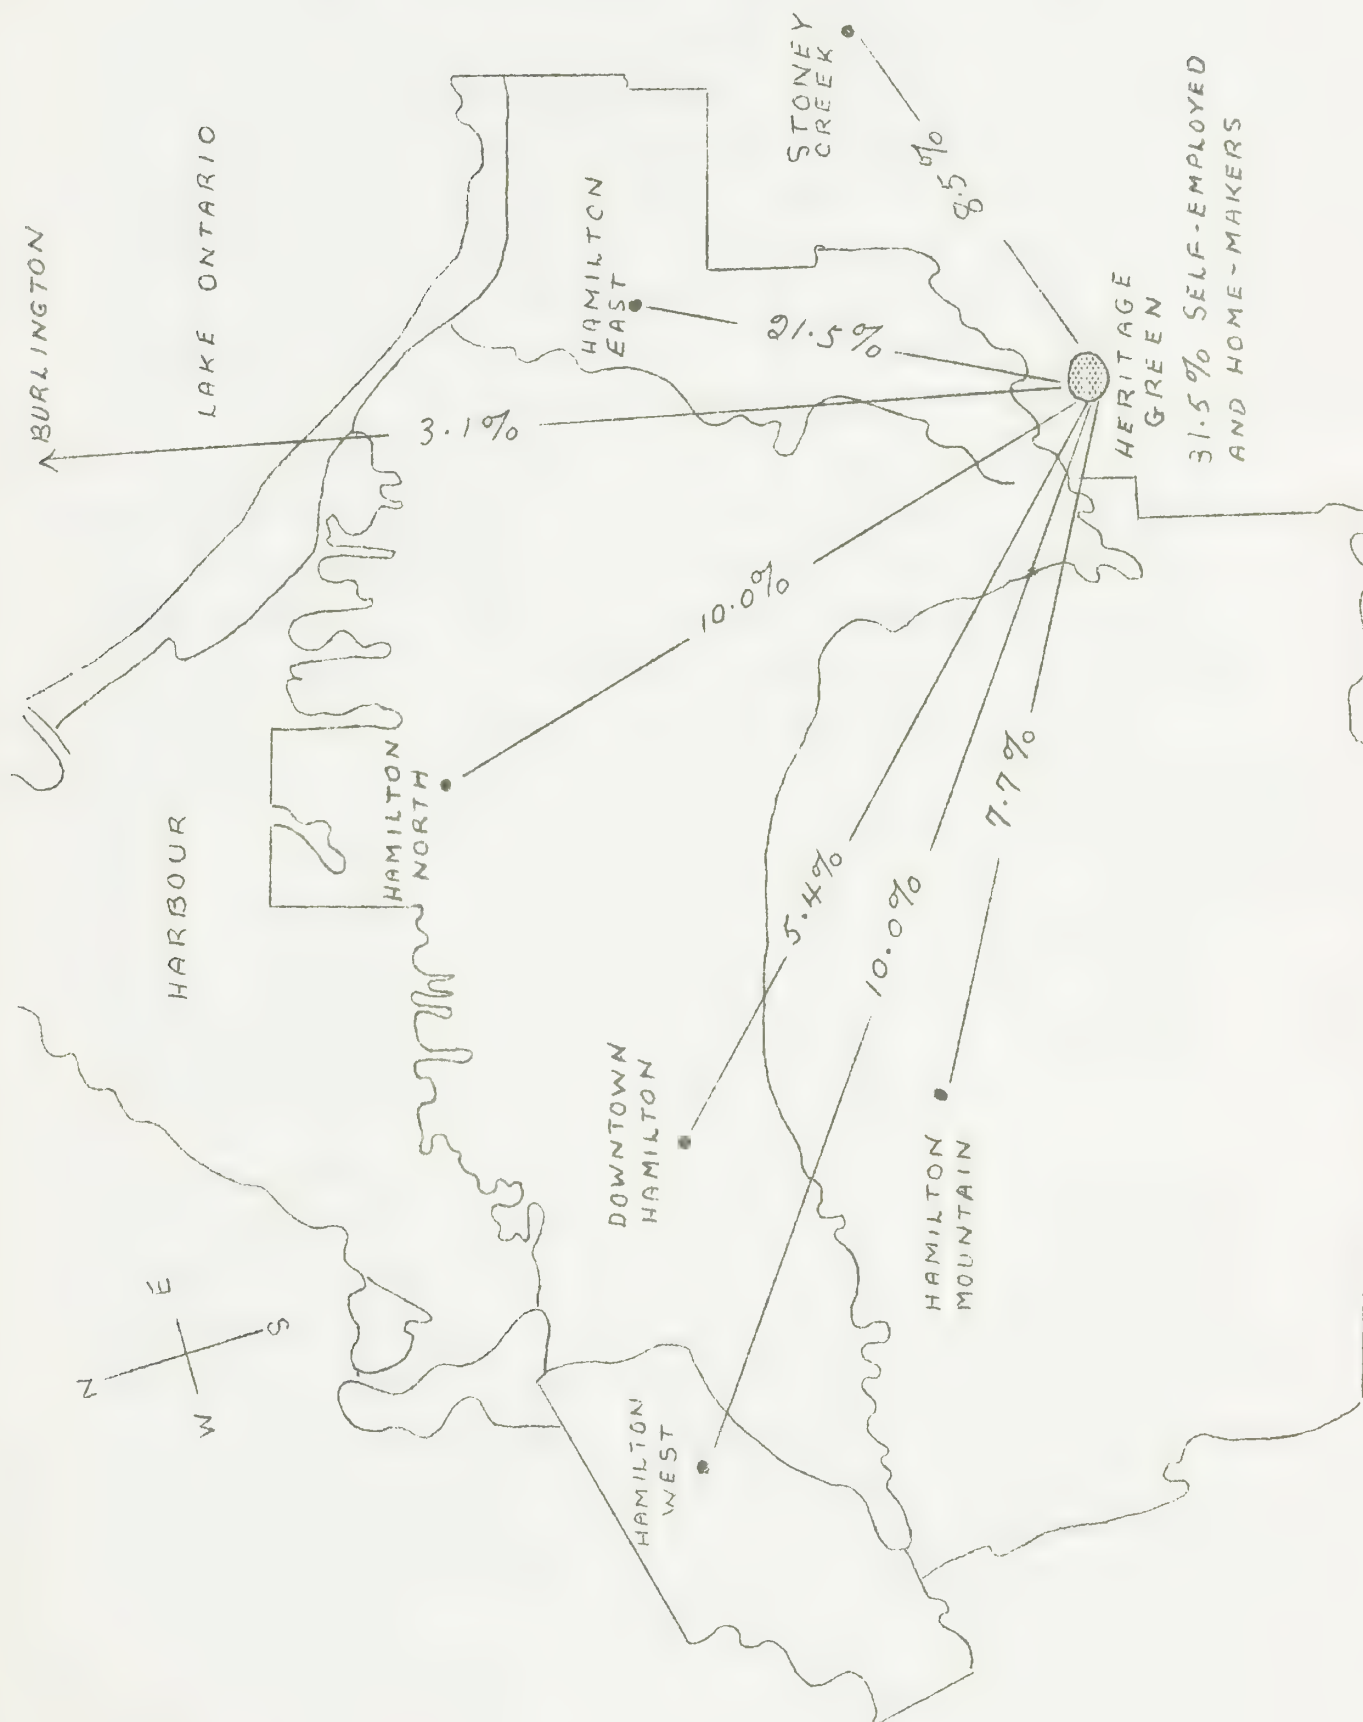 BURLINGTON
LAKE ONTARIO
HARBOUR
STONEY
CREEK
HAMILTON
EAST
8.5%
21.5%
3.1%
10.0%
HERITAGE
GREEN
31.5% SELF-EMPLOYED
AND HOME-MAKERS
HAMILTON
NORTH
5.4%
10.0%
7.7%
DOWNTOWN
HAMILTON
HAMILTON
MOUNTAIN
HAMILTON
WEST
N
E
S
W